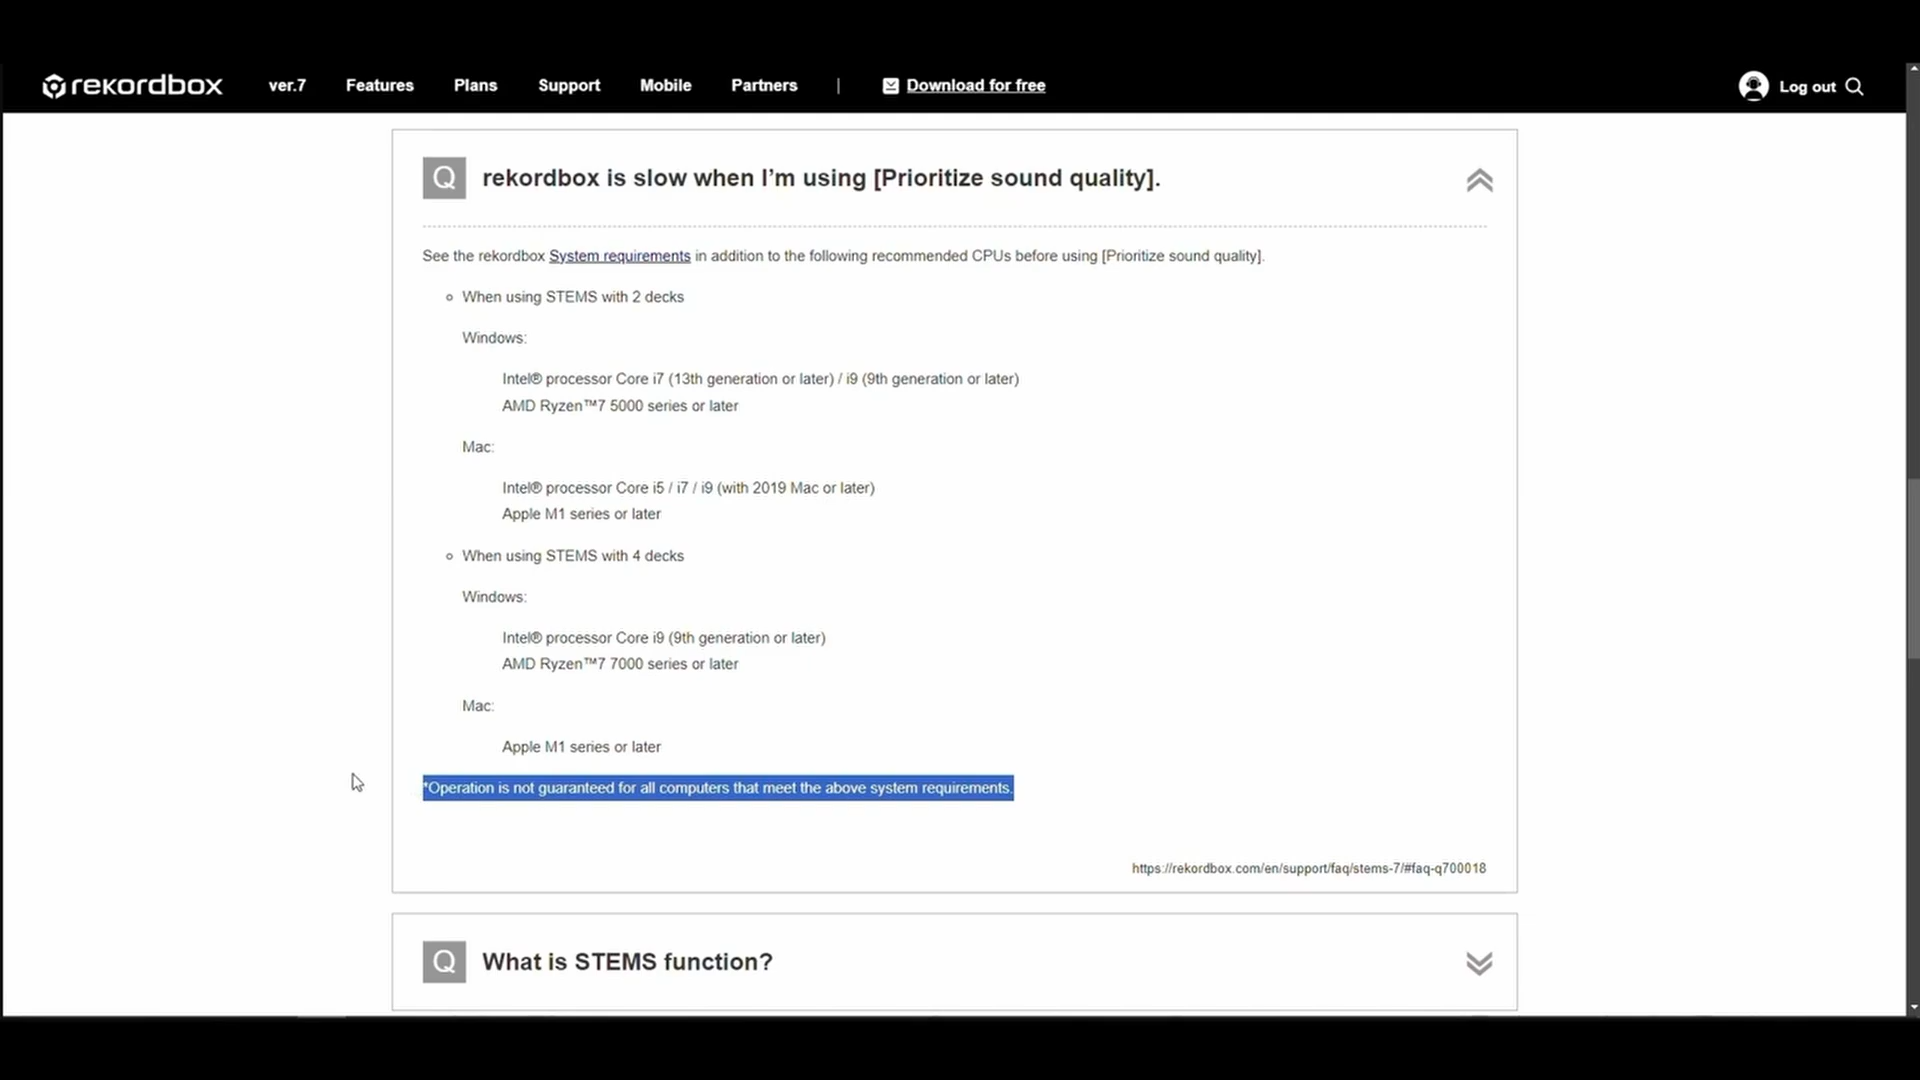 rekordbox ver.7 Features Plans Support Mobile Partners | Download for free Log out
Q rekordbox is slow when I’m using [Prioritize sound quality].
See the rekordbox System requirements in addition to the following recommended CPUs before using [Prioritize sound quality].
When using STEMS with 2 decks
Windows:
Intel® processor Core i7 (13th generation or later) / i9 (9th generation or later)
AMD Ryzen™7 5000 series or later
Mac:
Intel® processor Core i5 / i7 / i9 (with 2019 Mac or later)
Apple M1 series or later
When using STEMS with 4 decks
Windows:
Intel® processor Core i9 (9th generation or later)
AMD Ryzen™7 7000 series or later
Mac:
Apple M1 series or later
*Operation is not guaranteed for all computers that meet the above system requirements.
https://rekordbox.com/en/support/faq/stems-7/#faq-q700018
Q What is STEMS function?